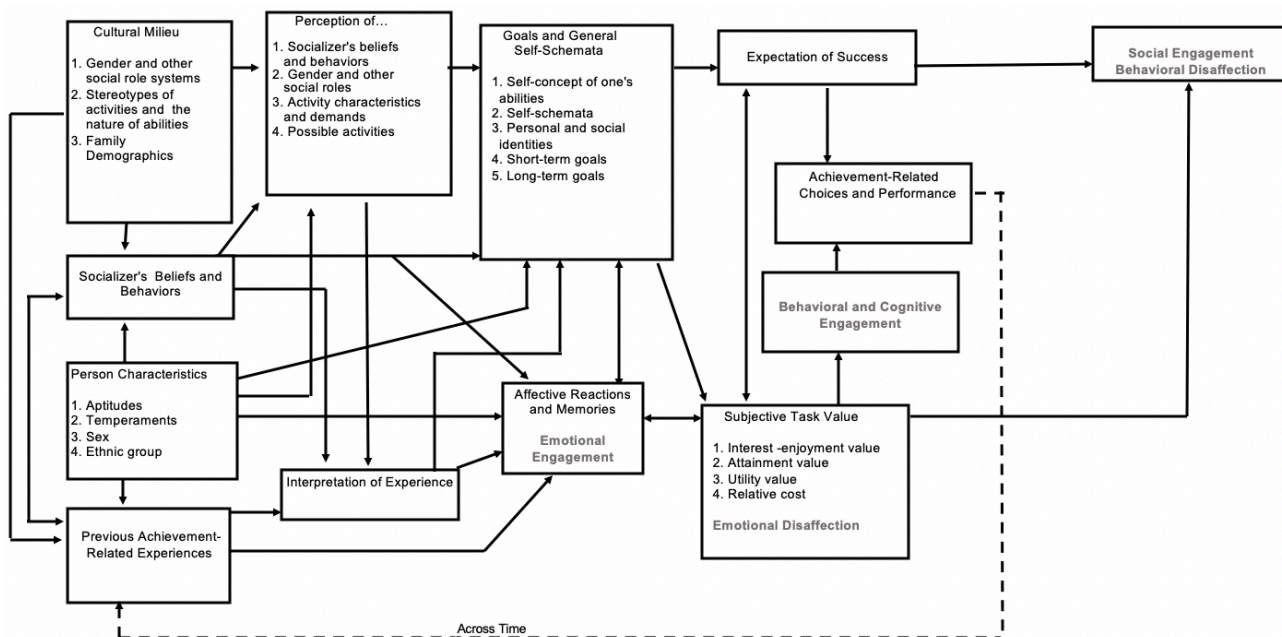 Cultural Milieu
1. Gender and other
social role systems
2. Stereotypes of
activities and the
nature of abilities
3. Family
Demographics
Perception of...
1. Socializer's beliefs
and behaviors
2. Gender and other
social roles
3. Activity characteristics
and demands
4. Possible activities
Goals and General
Self-Schemata
1. Self-concept of one's
abilities
2. Self-schemata
3. Personal and social
identities
4. Short-term goals
5. Long-term goals
Expectation of Success
Social Engagement
Behavioral Disaffection
Achievement-Related
Choices and Performance
Socializer's Beliefs and
Behaviors
Behavioral and Cognitive
Engagement
Person Characteristics
1. Aptitudes
2. Temperaments
3. Sex
4. Ethnic group
Affective Reactions
and Memories
Emotional
Engagement
Subjective Task Value
1. Interest -enjoyment value
2. Attainment value
3. Utility value
4. Relative cost
Emotional Disaffection
Interpretation of Experience
Previous Achievement-
Related Experiences
Across Time